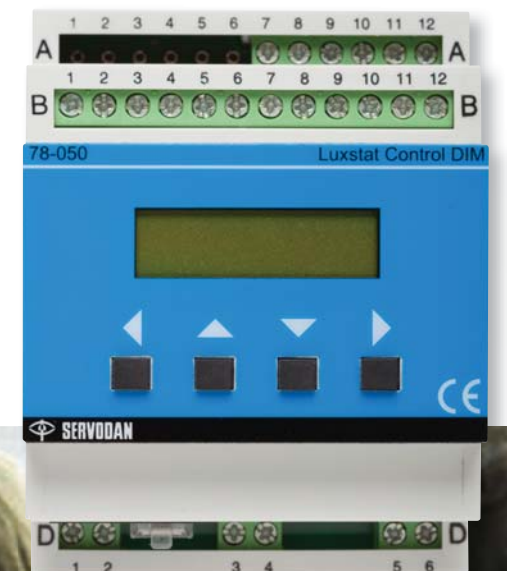 1 2 3 4 5 6 7 8 9 10 11 12
A A
1 2 3 4 5 6 7 8 9 10 11 12
B B
78-050 Luxstat Control DIM
CE
SERVODAN
D D
1 2 3 4 5 6